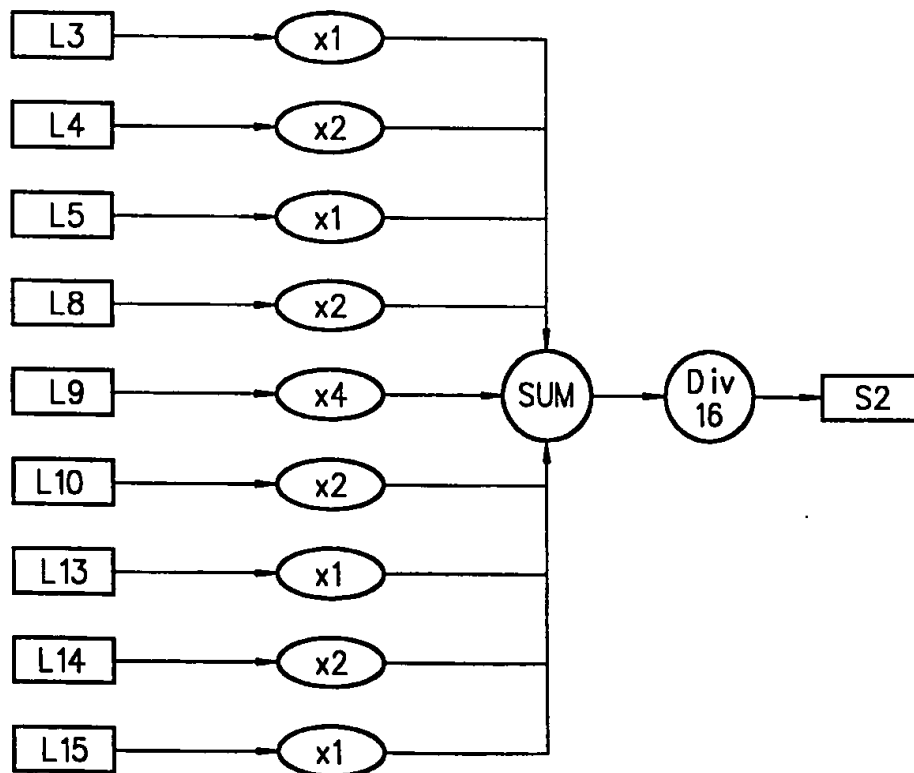 L3 x1
L4 x2
L5 x1
L8 x2
L9 x4 SUM Div 16 S2
L10 x2
L13 x1
L14 x2
L15 x1